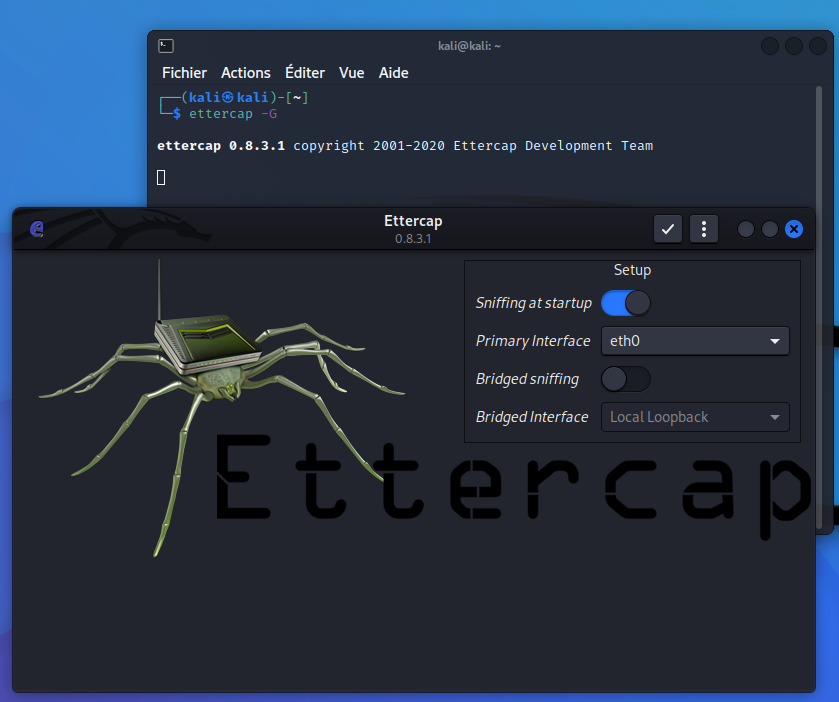 kali@kali: ~
Fichier Actions Éditer Vue Aide
┌──(kali㉿kali)-[~]
└─$ ettercap -G
ettercap 0.8.3.1 copyright 2001-2020 Ettercap Development Team
Ettercap
0.8.3.1
Setup
Sniffing at startup
Primary Interface eth0
Bridged sniffing
Bridged Interface Local Loopback
Ettercap